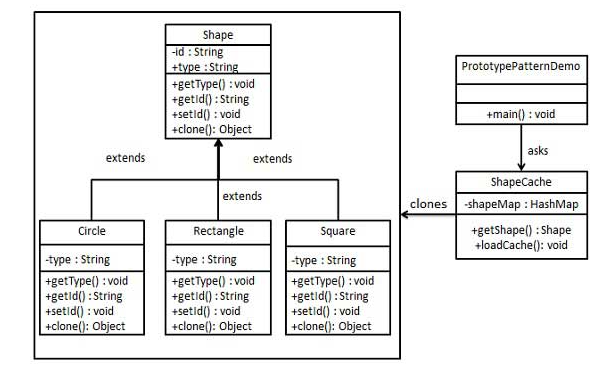 Shape
-id : String
+type : String
+getType() : void
+getId() : String
+setId() : void
+clone(): Object
PrototypePatternDemo
+main() : void
asks
extends
extends
extends
ShapeCache
-shapeMap : HashMap
+getShape() : Shape
+loadCache(): void
clones
Circle
-type : String
+getType() : void
+getId() : String
+setId() : void
+clone(): Object
Rectangle
-type : String
+getType() : void
+getId() : String
+setId() : void
+clone(): Object
Square
-type : String
+getType() : void
+getId() : String
+setId() : void
+clone(): Object